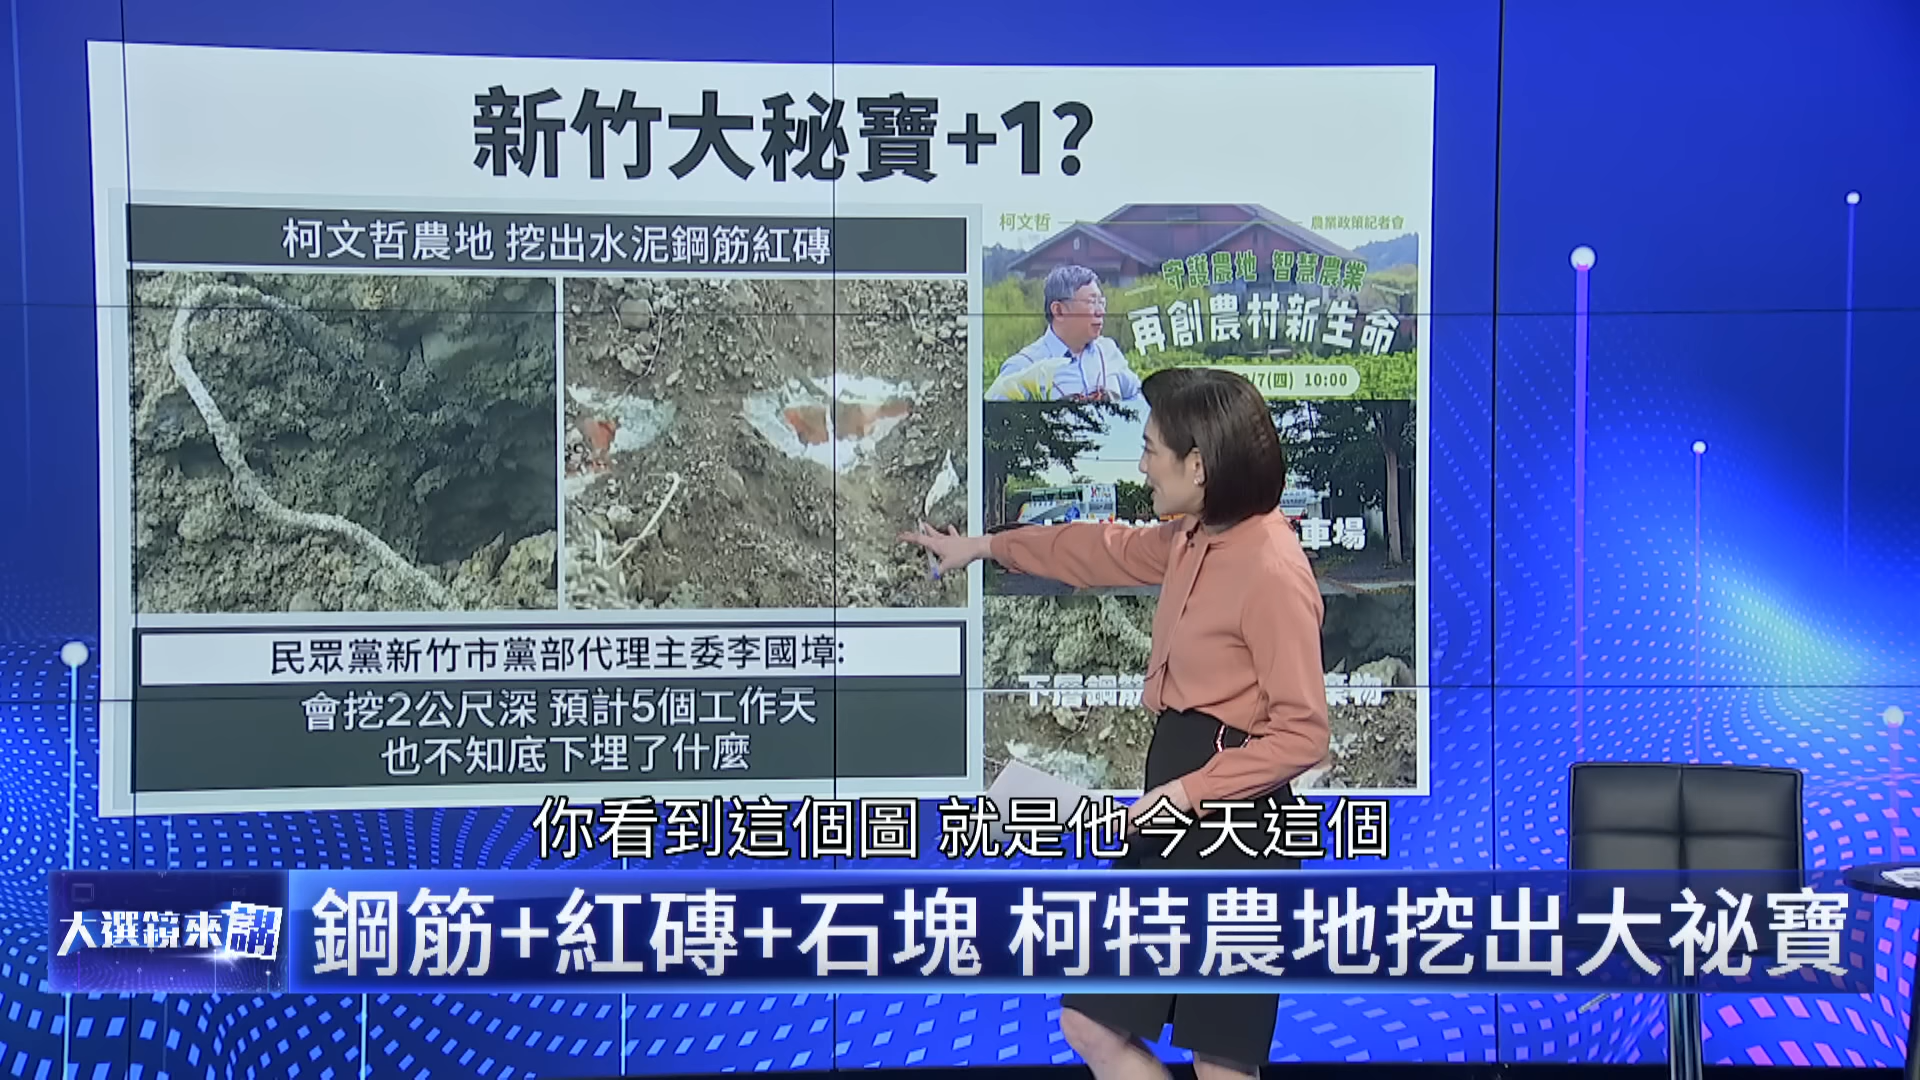 新竹大秘寶+1?
柯文哲農地 挖出水泥鋼筋紅磚
民眾黨新竹市黨部代理主委李國墇:
會挖2公尺深 預計5個工作天
也不知底下埋了什麼
柯文哲
農業政策記者會
守護農地 智慧農業
再創農村新生命
/7(四) 10:00
車場
下層鋼筋
棄物
你看到這個圖 就是他今天這個
大選鏡來講
鋼筋+紅磚+石塊 柯特農地挖出大祕寶